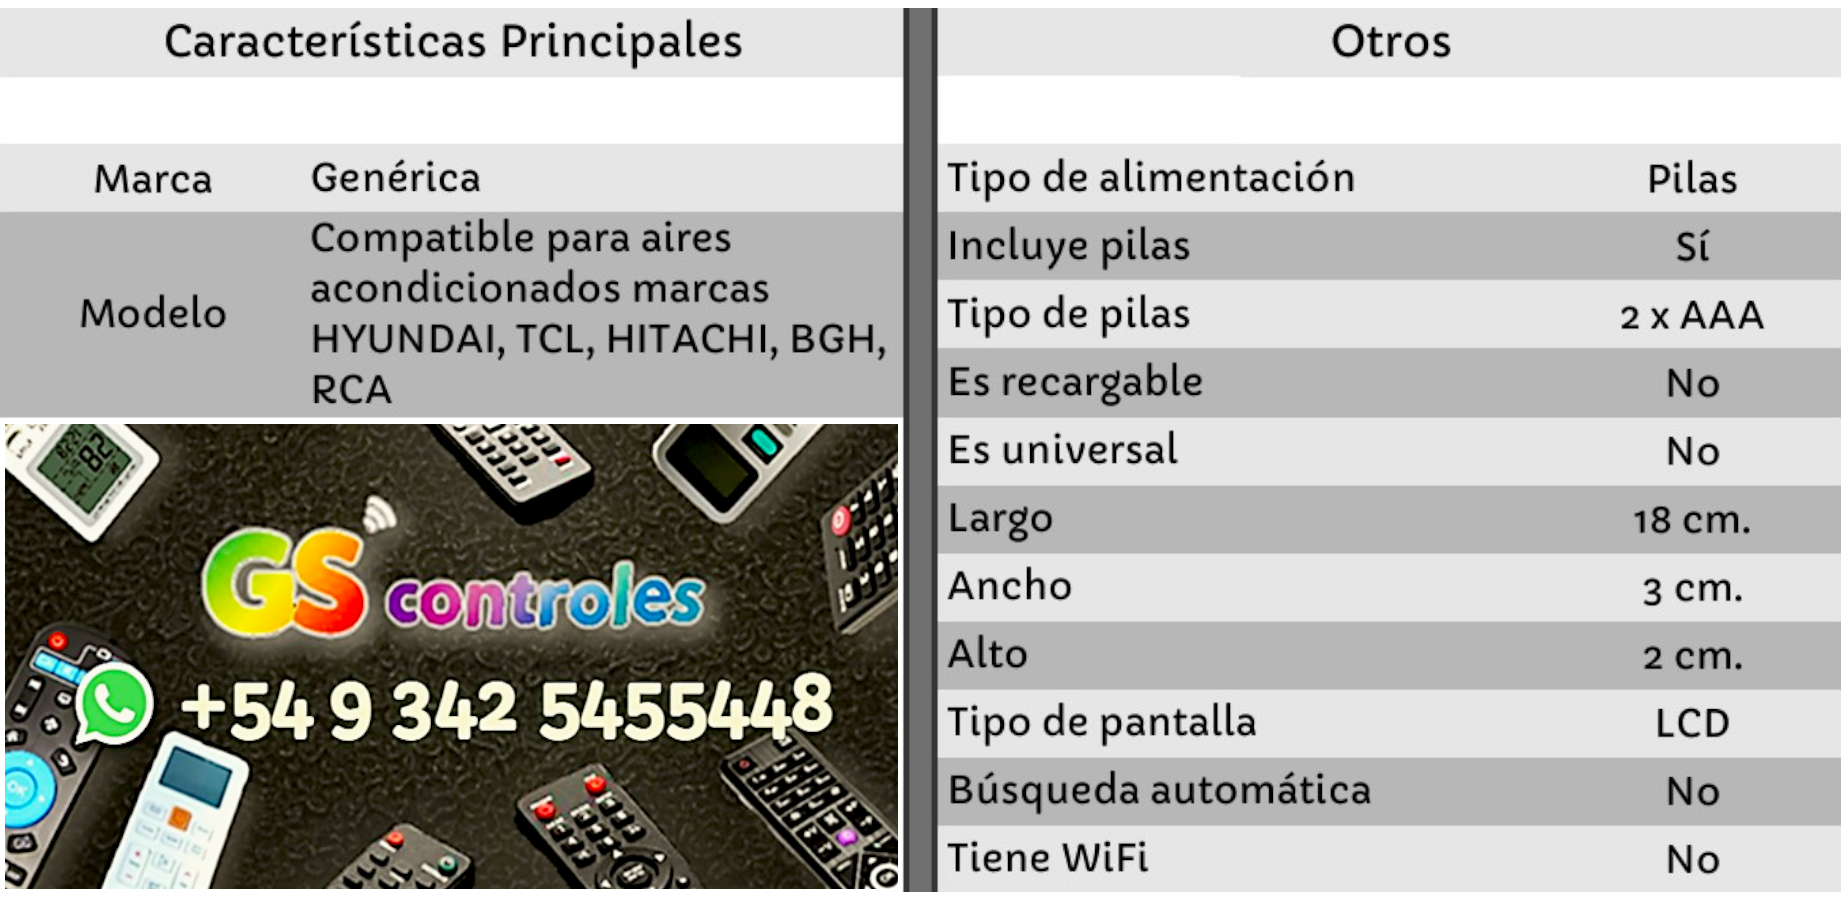 Características Principales
Marca Genérica
Modelo Compatible para aires
acondicionados marcas
HYUNDAI, TCL, HITACHI, BGH,
RCA
GS controles
+54 9 342 5455448
Otros
Tipo de alimentación Pilas
Incluye pilas Sí
Tipo de pilas 2 x AAA
Es recargable No
Es universal No
Largo 18 cm.
Ancho 3 cm.
Alto 2 cm.
Tipo de pantalla LCD
Búsqueda automática No
Tiene WiFi No